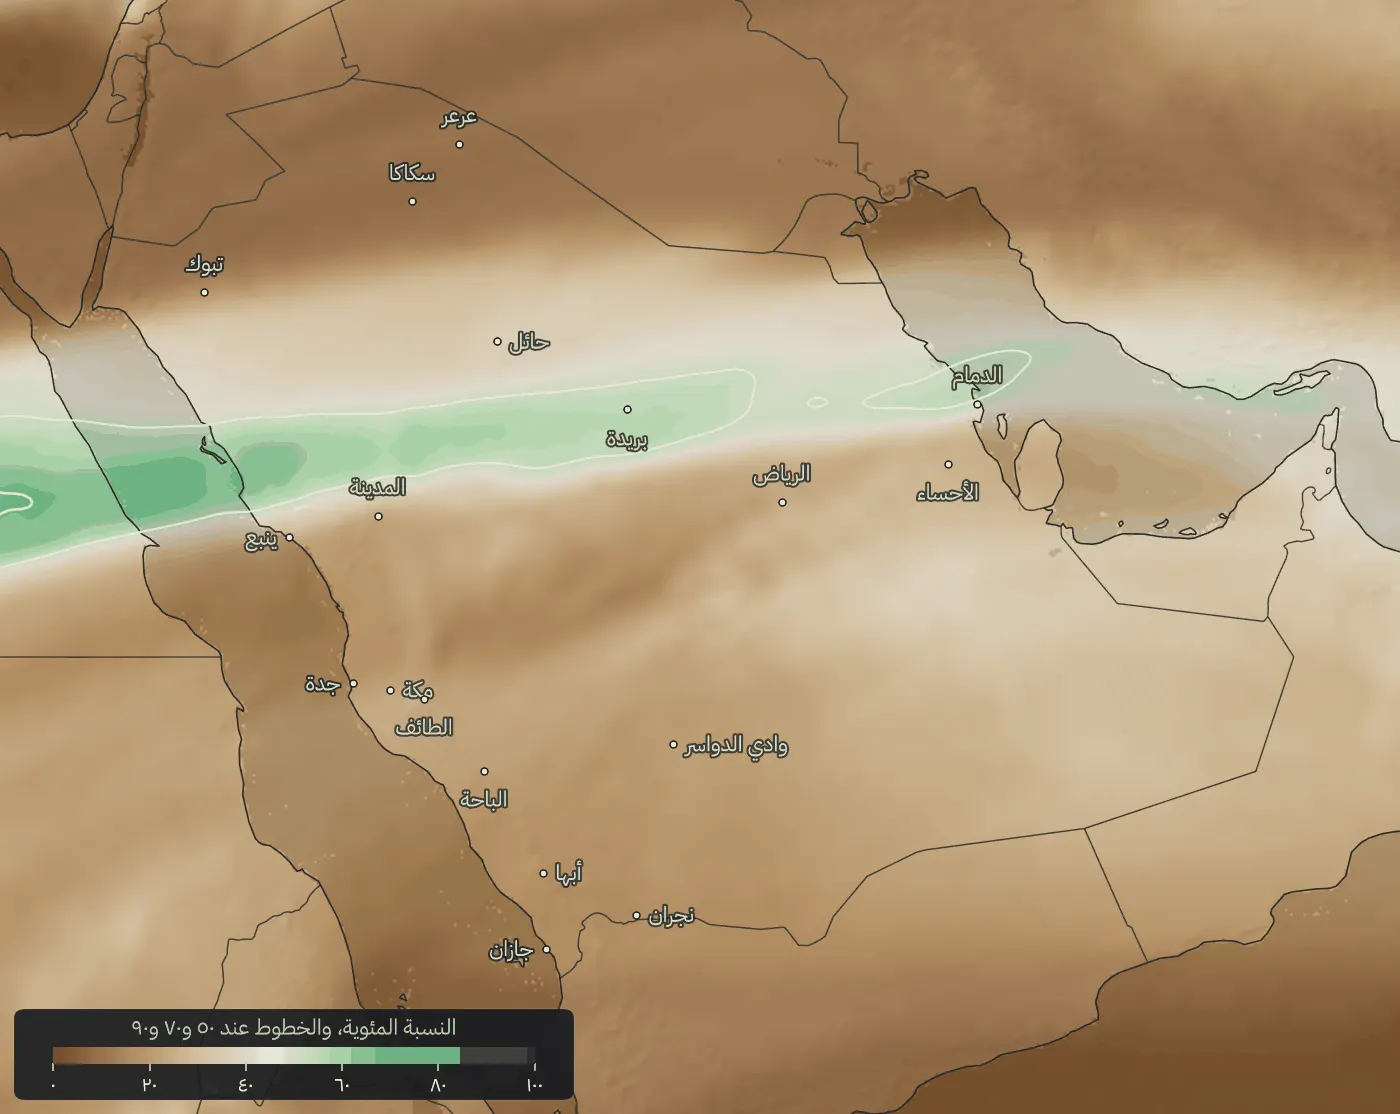 عرعر
سكاكا
تبوك
حائل
الدمام
بريدة
الرياض
المدينة
الأحساء
ينبع
جدة
مكة
الطائف
وادي الدواسر
الباحة
أبها
نجران
جازان
النسبة المئوية، والخطوط عند ٥٠ و٧٠ و٩٠
٠ ٢٠ ٤٠ ٦٠ ٨٠ ١٠٠